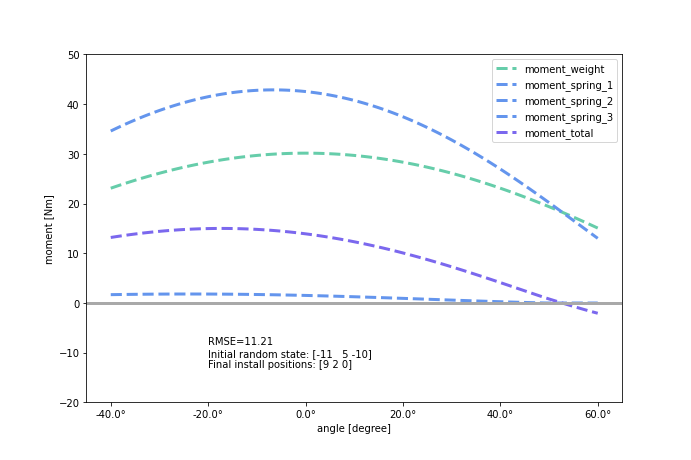 50
40
30
20
10
0
−10
−20
moment [Nm]
moment_weight
moment_spring_1
moment_spring_2
moment_spring_3
moment_total
RMSE=11.21
Initial random state: [-11   5 -10]
Final install positions: [9 2 0]
-40.0° -20.0° 0.0° 20.0° 40.0° 60.0°
angle [degree]